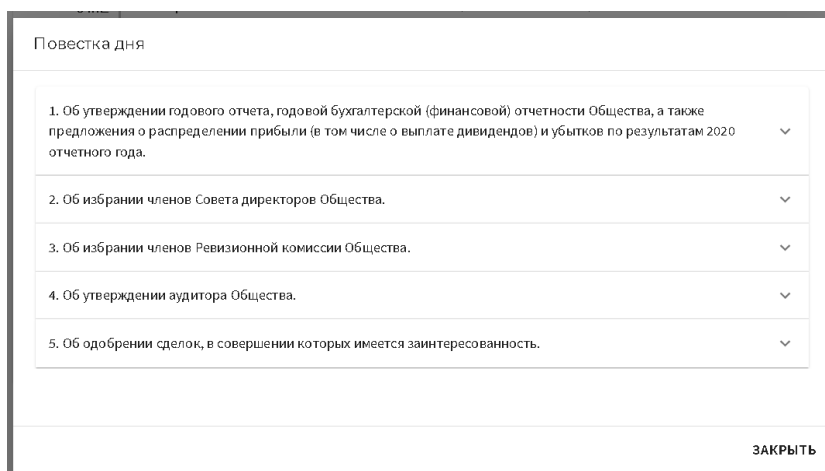 Повестка дня
1. Об утверждении годового отчета, годовой бухгалтерской (финансовой) отчетности Общества, а также
предложения о распределении прибыли (в том числе о выплате дивидендов) и убытков по результатам 2020
отчетного года.
2. Об избрании членов Совета директоров Общества.
3. Об избрании членов Ревизионной комиссии Общества.
4. Об утверждении аудитора Общества.
5. Об одобрении сделок, в совершении которых имеется заинтересованность.
ЗАКРЫТЬ